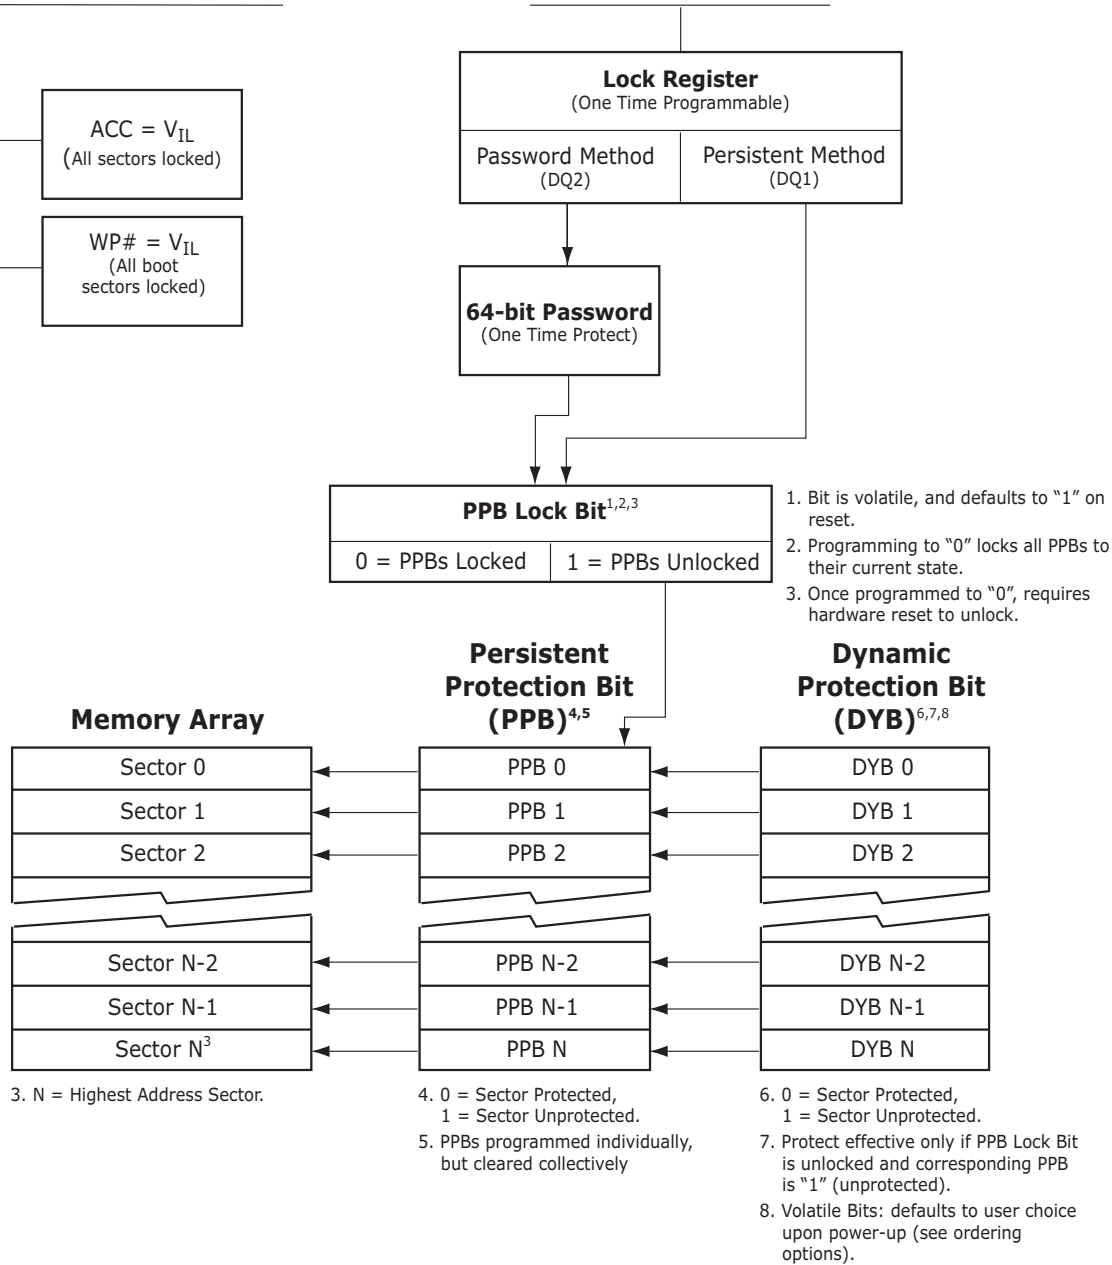 Lock Register
(One Time Programmable)
ACC = VIL
(All sectors locked)
Password Method
(DQ2)
Persistent Method
(DQ1)
WP# = VIL
(All boot
sectors locked)
64-bit Password
(One Time Protect)
PPB Lock Bit1,2,3
0 = PPBs Locked
1 = PPBs Unlocked
1. Bit is volatile, and defaults to “1” on
reset.
2. Programming to “0” locks all PPBs to
their current state.
3. Once programmed to “0”, requires
hardware reset to unlock.
Memory Array
Persistent
Protection Bit
(PPB)4,5
Dynamic
Protection Bit
(DYB)6,7,8
Sector 0
PPB 0
DYB 0
Sector 1
PPB 1
DYB 1
Sector 2
PPB 2
DYB 2
Sector N-2
PPB N-2
DYB N-2
Sector N-1
PPB N-1
DYB N-1
Sector N3
PPB N
DYB N
3. N = Highest Address Sector.
4. 0 = Sector Protected,
1 = Sector Unprotected.
5. PPBs programmed individually,
but cleared collectively
6. 0 = Sector Protected,
1 = Sector Unprotected.
7. Protect effective only if PPB Lock Bit
is unlocked and corresponding PPB
is “1” (unprotected).
8. Volatile Bits: defaults to user choice
upon power-up (see ordering
options).